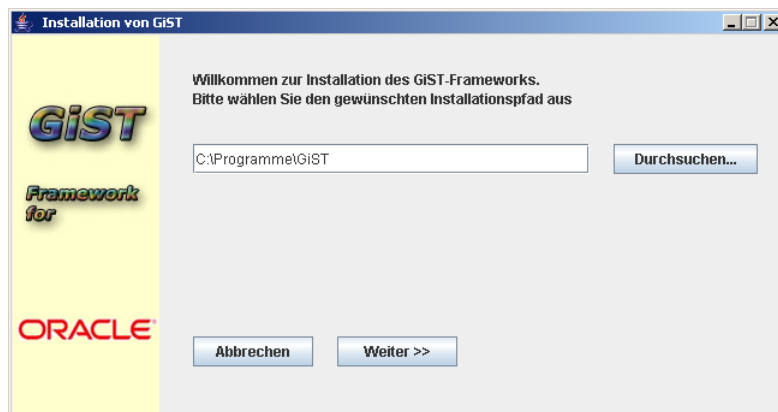 Installation von GiST
GiST
Framework
for
ORACLE
Willkommen zur Installation des GiST-Frameworks.
Bitte wählen Sie den gewünschten Installationspfad aus
C:\Programme\GiST
Durchsuchen...
Abbrechen
Weiter >>